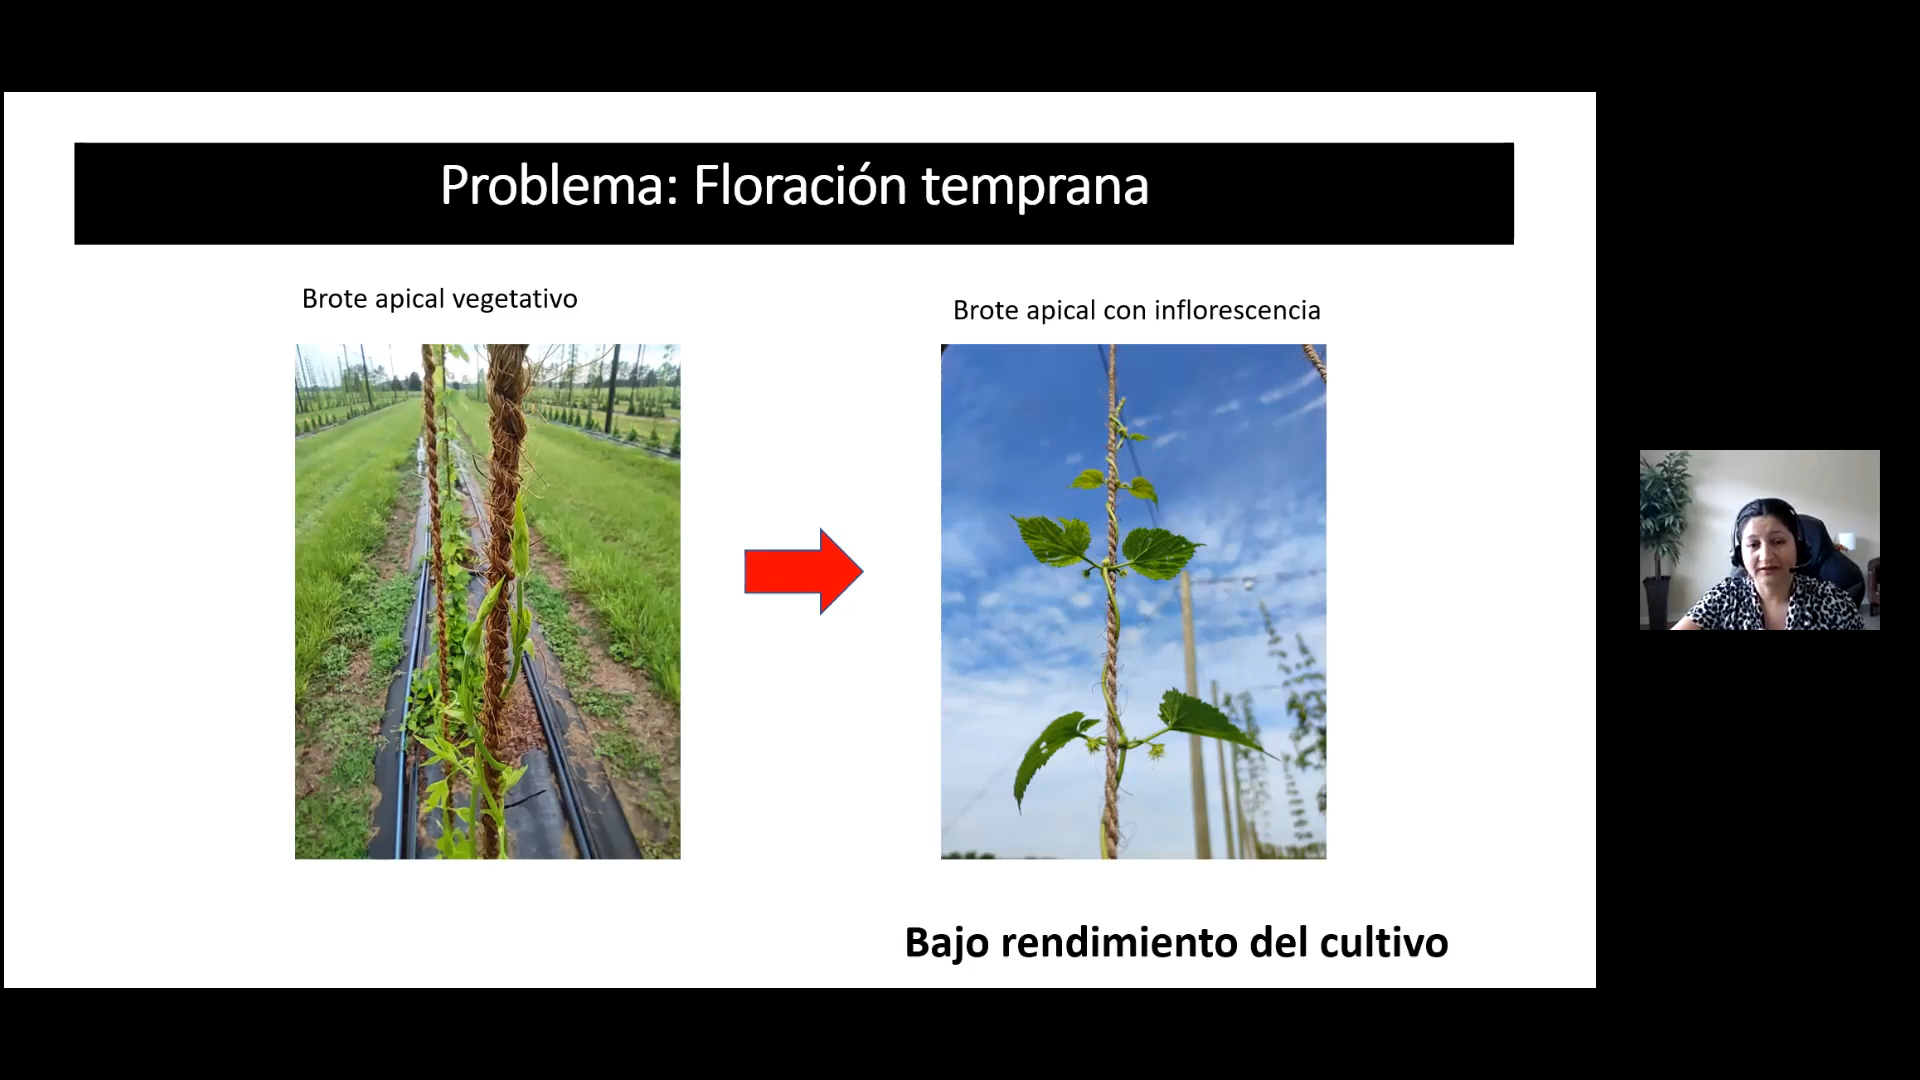 Problema: Floración temprana
Brote apical vegetativo
Brote apical con inflorescencia
Bajo rendimiento del cultivo